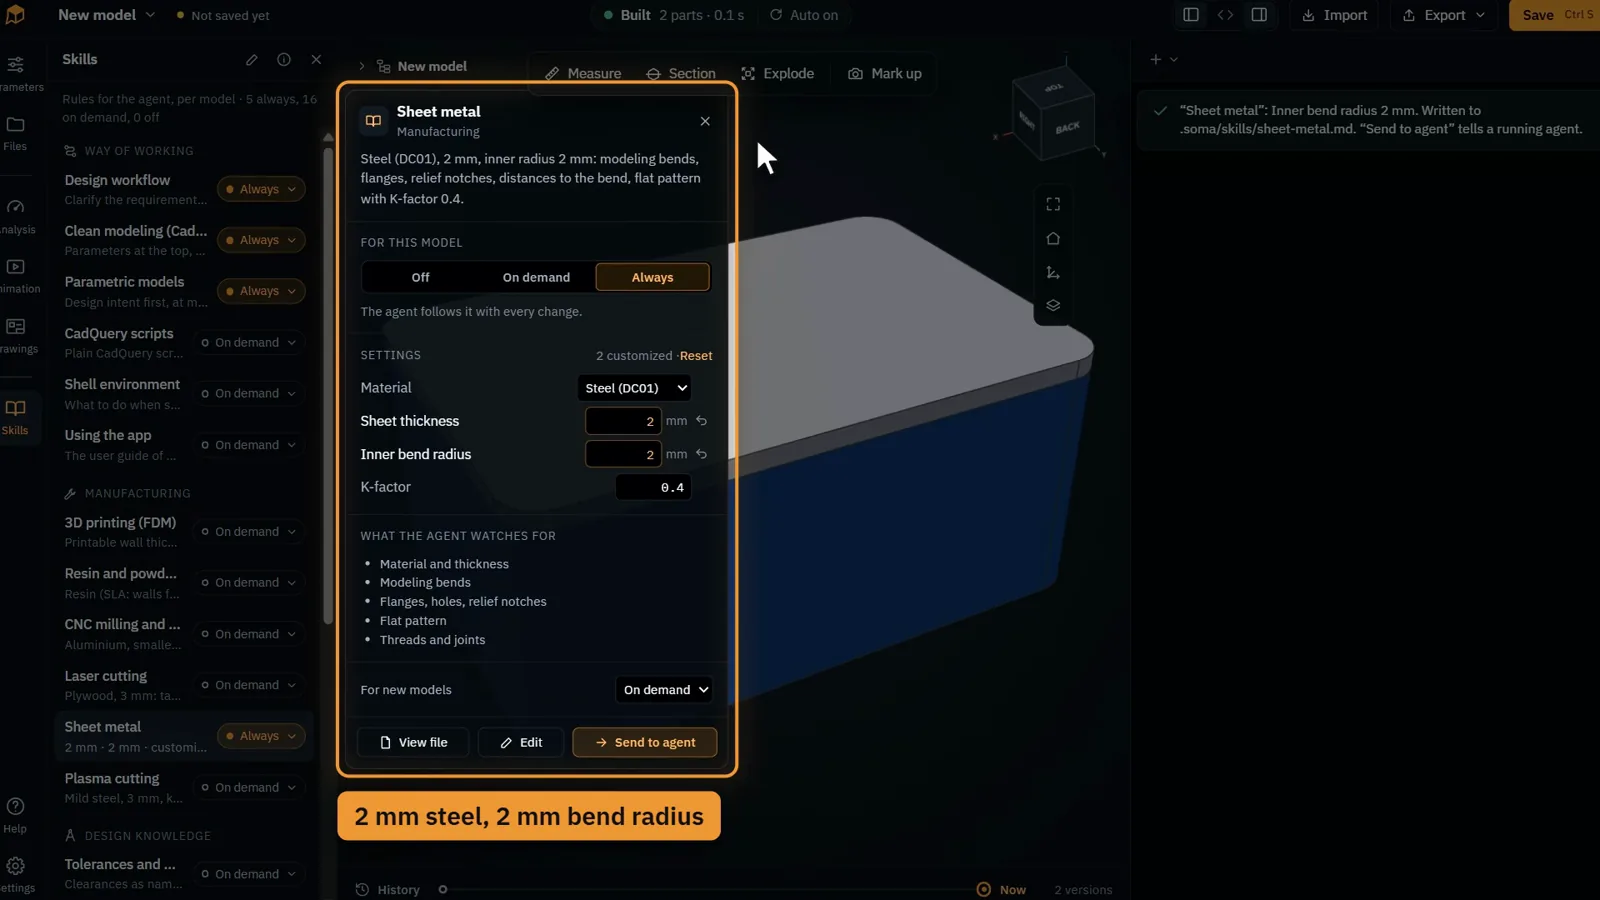 New model
Not saved yet
Built 2 parts · 0.1 s
Auto on
Import
Export
Save Ctrl S
Skills
Rules for the agent, per model · 5 always, 16
on demand, 0 off
WAY OF WORKING
Design workflow
Clarify the requirement...
Always
Clean modeling (Cad...
Parameters at the top, ...
Always
Parametric models
Design intent first, at m...
Always
CadQuery scripts
Plain CadQuery scr...
On demand
Shell environment
What to do when s...
On demand
Using the app
The user guide of ...
On demand
MANUFACTURING
3D printing (FDM)
Printable wall thic...
On demand
Resin and powd...
Resin (SLA: walls f...
On demand
CNC milling and ...
Aluminium, smalle...
On demand
Laser cutting
Plywood, 3 mm: ta...
On demand
Sheet metal
2 mm · 2 mm · customi...
Always
Plasma cutting
Mild steel, 3 mm, k...
On demand
DESIGN KNOWLEDGE
Tolerances and ...
Clearances as nam...
On demand
rameters
Files
nalysis
nimation
rawings
Skills
Help
ettings
New model
Measure
Section
Explode
Mark up
Sheet metal
Manufacturing
Steel (DC01), 2 mm, inner radius 2 mm: modeling bends,
flanges, relief notches, distances to the bend, flat pattern
with K-factor 0.4.
FOR THIS MODEL
Off
On demand
Always
The agent follows it with every change.
SETTINGS
2 customized · Reset
Material
Steel (DC01)
Sheet thickness
2 mm
Inner bend radius
2 mm
K-factor
0.4
WHAT THE AGENT WATCHES FOR
• Material and thickness
• Modeling bends
• Flanges, holes, relief notches
• Flat pattern
• Threads and joints
For new models
On demand
View file
Edit
Send to agent
2 mm steel, 2 mm bend radius
TOP
RIGHT
BACK
x
“Sheet metal”: Inner bend radius 2 mm. Written to
.soma/skills/sheet-metal.md. “Send to agent” tells a running agent.
History
Now
2 versions